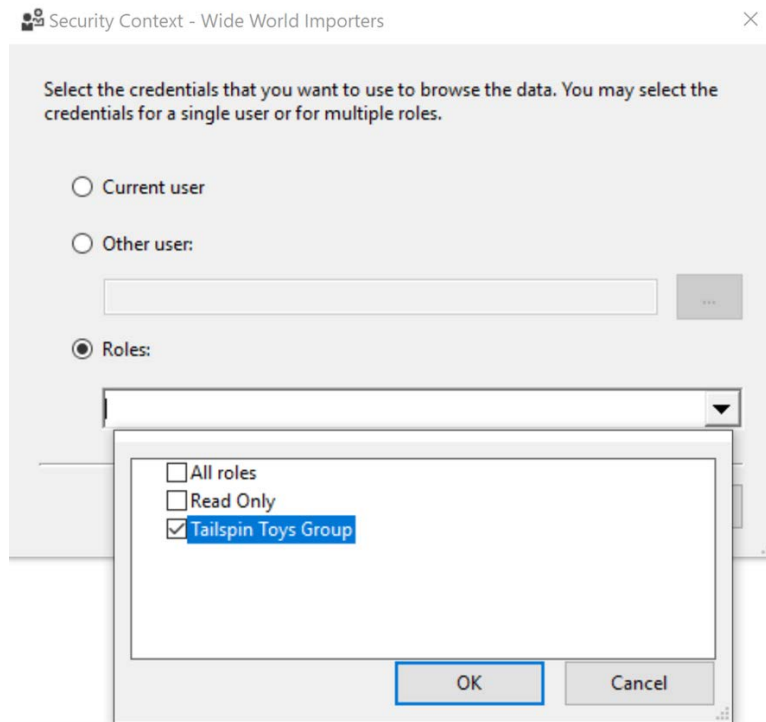 Security Context - Wide World Importers
Select the credentials that you want to use to browse the data. You may select the
credentials for a single user or for multiple roles.
Current user
Other user:
...
Roles:
All roles
Read Only
Tailspin Toys Group
OK Cancel